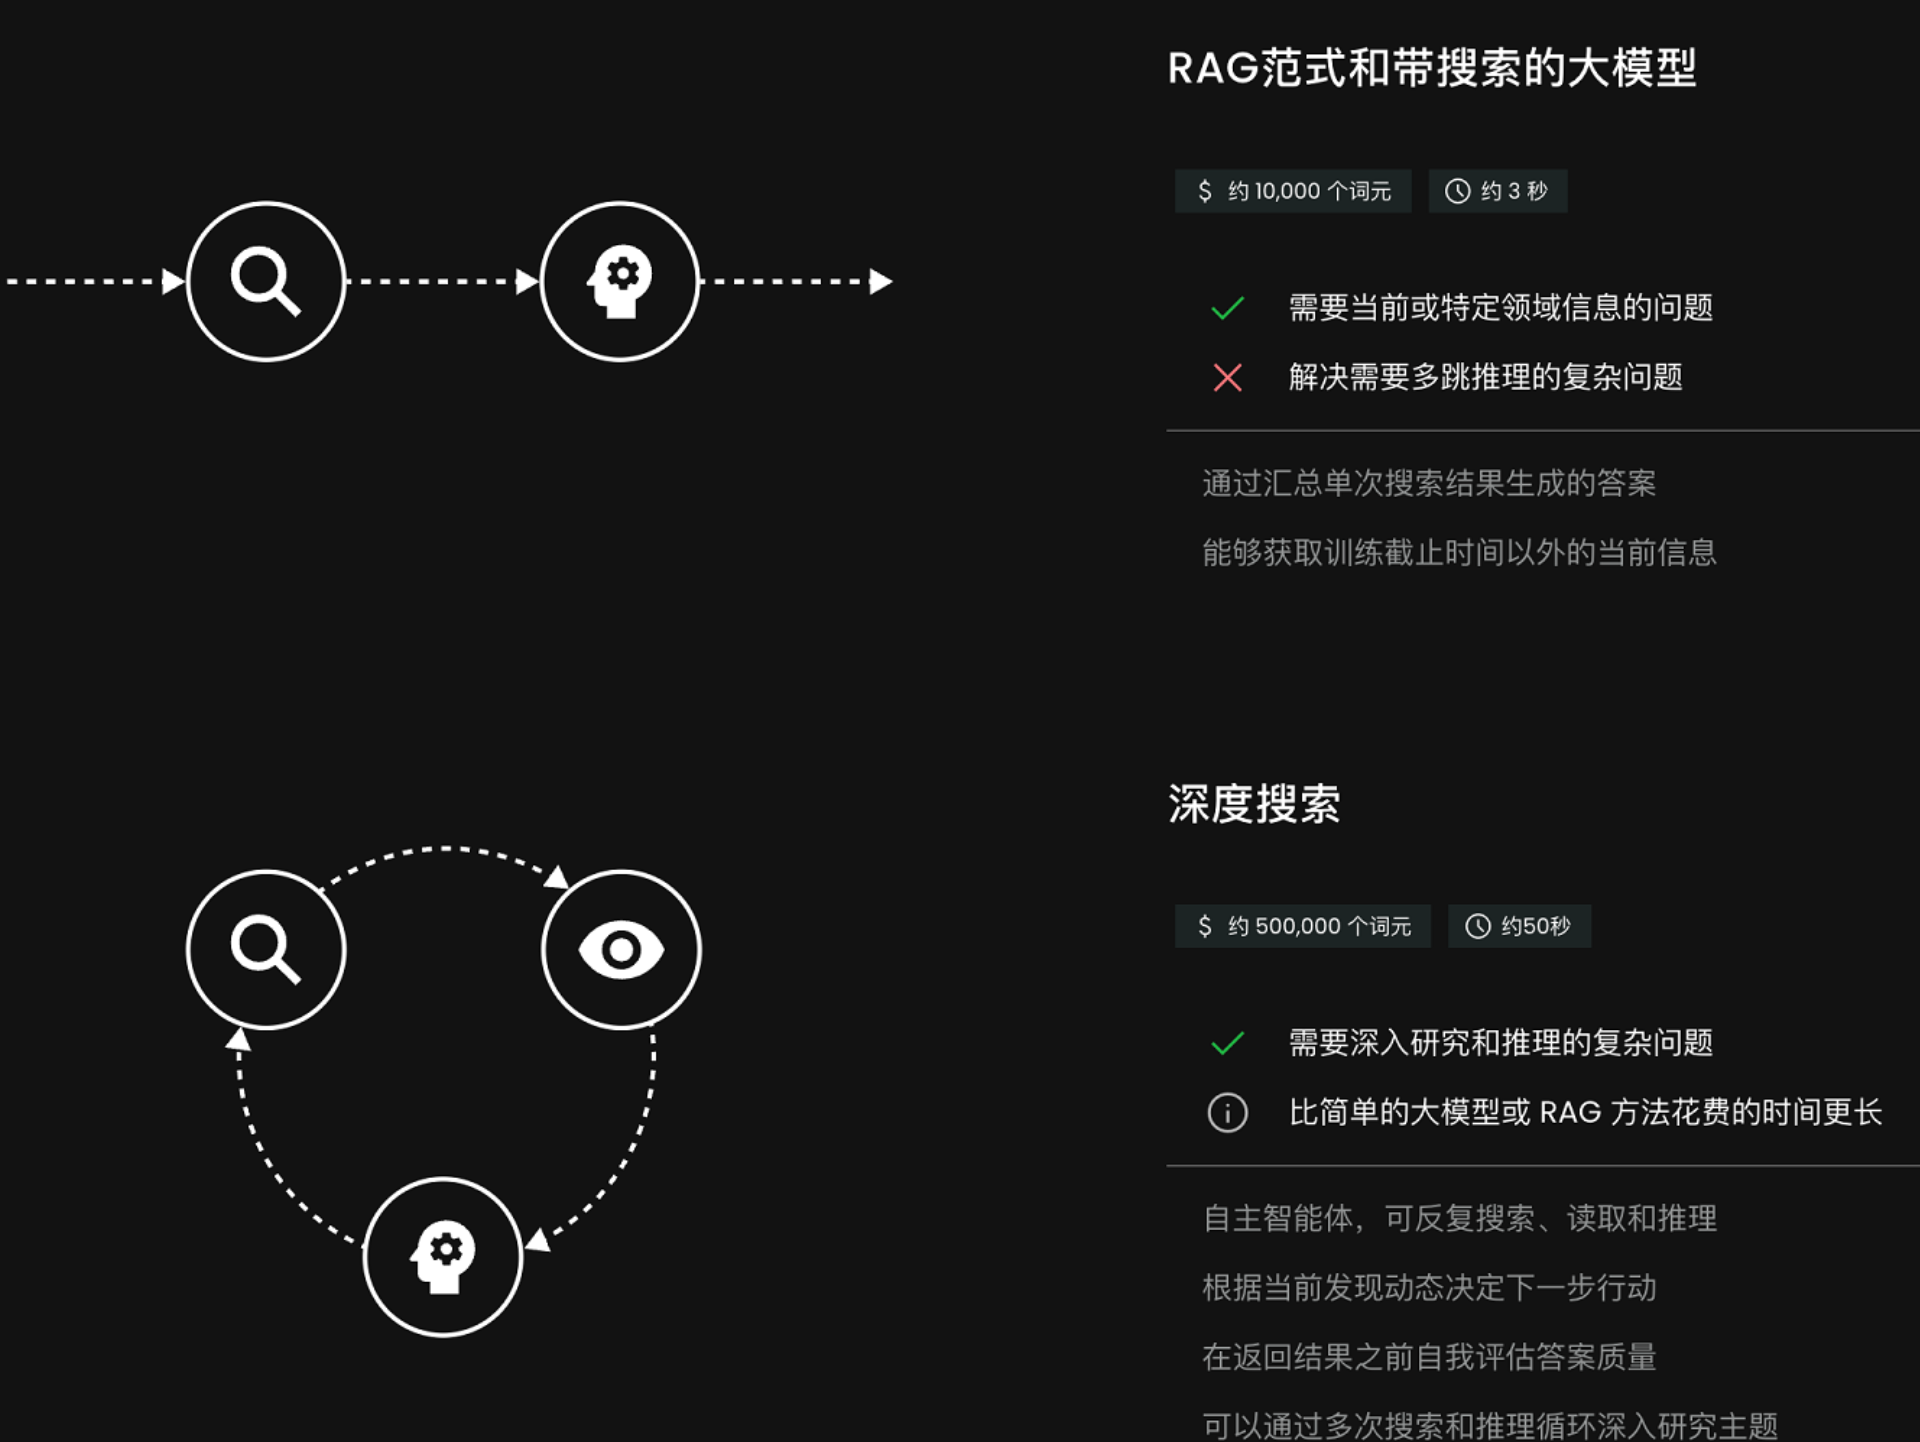 RAG范式和带搜索的大模型
$ 约 10,000 个词元 约 3 秒
需要当前或特定领域信息的问题
解决需要多跳推理的复杂问题
通过汇总单次搜索结果生成的答案
能够获取训练截止时间以外的当前信息
深度搜索
$ 约 500,000 个词元 约50秒
需要深入研究和推理的复杂问题
比简单的大模型或 RAG 方法花费的时间更长
自主智能体，可反复搜索、读取和推理
根据当前发现动态决定下一步行动
在返回结果之前自我评估答案质量
可以通过多次搜索和推理循环深入研究主题